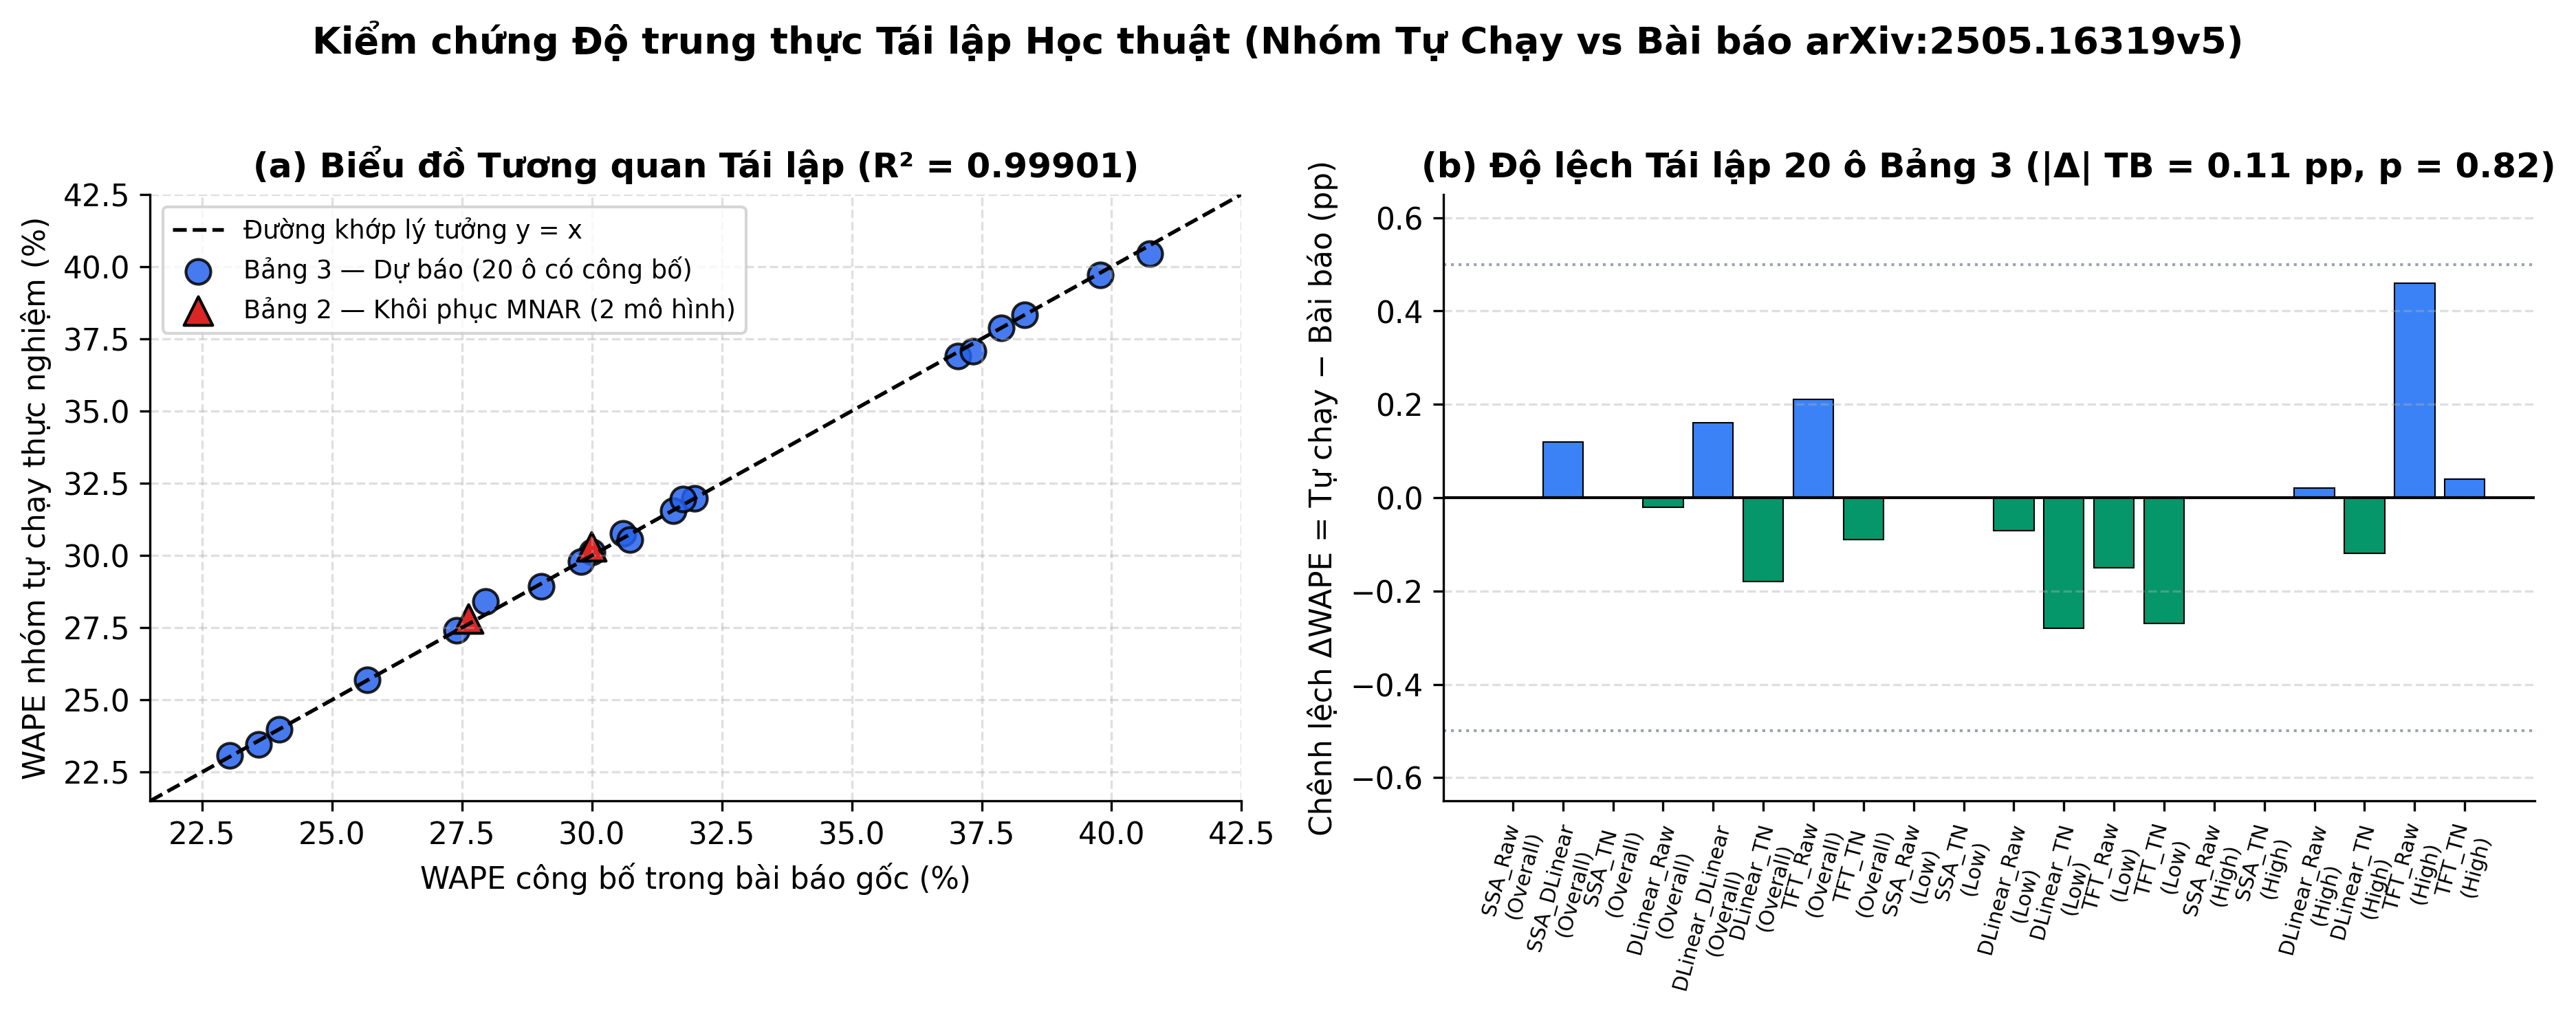 Kiểm chứng Độ trung thực Tái lập Học thuật (Nhóm Tự Chạy vs Bài báo arXiv:2505.16319v5)
(a) Biểu đồ Tương quan Tái lập (R² = 0.99901)
WAPE nhóm tự chạy thực nghiệm (%)
42.5
40.0
37.5
35.0
32.5
30.0
27.5
25.0
22.5
Đường khớp lý tưởng y = x
Bảng 3 — Dự báo (20 ô có công bố)
Bảng 2 — Khôi phục MNAR (2 mô hình)
22.5 25.0 27.5 30.0 32.5 35.0 37.5 40.0 42.5
WAPE công bố trong bài báo gốc (%)
(b) Độ lệch Tái lập 20 ô Bảng 3 (|Δ| TB = 0.11 pp, p = 0.82)
Chênh lệch ΔWAPE = Tự chạy − Bài báo (pp)
0.6
0.4
0.2
0.0
−0.2
−0.4
−0.6
SSA_Raw
(Overall)
SSA_DLinear
(Overall)
SSA_TN
(Overall)
DLinear_Raw
(Overall)
DLinear_DLinear
(Overall)
DLinear_TN
(Overall)
TFT_Raw
(Overall)
TFT_TN
(Overall)
SSA_Raw
(Low)
SSA_TN
(Low)
DLinear_Raw
(Low)
DLinear_TN
(Low)
TFT_Raw
(Low)
TFT_TN
(Low)
SSA_Raw
(High)
SSA_TN
(High)
DLinear_Raw
(High)
DLinear_TN
(High)
TFT_Raw
(High)
TFT_TN
(High)